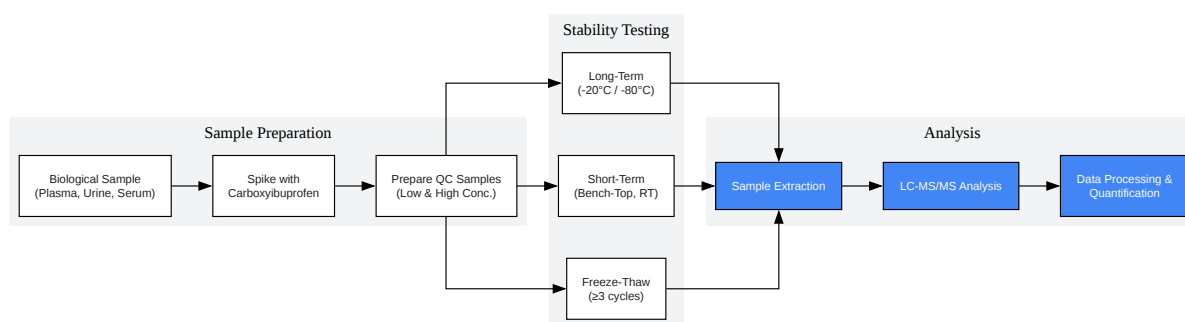 Stability Testing
Long-Term
(-20°C / -80°C)
Sample Preparation
Analysis
Biological Sample
(Plasma, Urine, Serum)
Spike with
Carboxyibuprofen
Prepare QC Samples
(Low & High Conc.)
Short-Term
(Bench-Top, RT)
Sample Extraction
LC-MS/MS Analysis
Data Processing &
Quantification
Freeze-Thaw
(≥3 cycles)